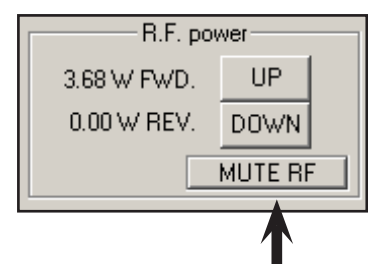 R.F. power
3.68 W FWD. UP
0.00 W REV. DOWN
MUTE RF